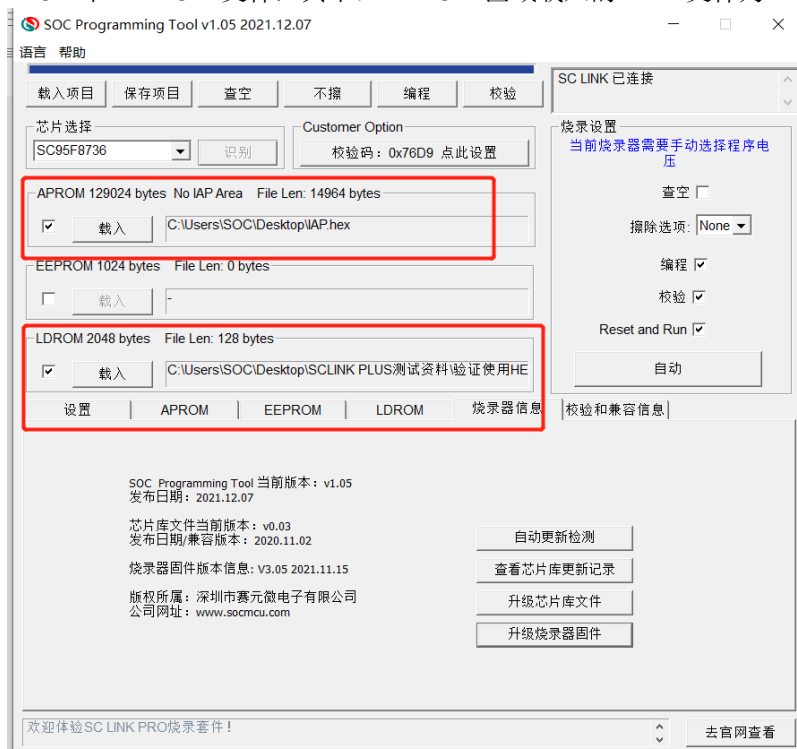 SOC Programming Tool v1.05 2021.12.07
语言 帮助
载入项目 保存项目 查空 不擦 编程 校验
SC LINK 已连接
芯片选择
SC95F8736 识别
Customer Option
校验码：0x76D9 点此设置
烧录设置
当前烧录器需要手动选择程序电
压
查空
擦除选项: None
编程
校验
Reset and Run
自动
APROM 129024 bytes No IAP Area File Len: 14964 bytes
载入 C:\Users\SOC\Desktop\IAP.hex
EEPROM 1024 bytes File Len: 0 bytes
载入 -
LDROM 2048 bytes File Len: 128 bytes
载入 C:\Users\SOC\Desktop\SCLINK PLUS测试资料\验证使用HE
设置 APROM EEPROM LDROM 烧录器信息 校验和兼容信息
SOC Programming Tool 当前版本：v1.05
发布日期：2021.12.07
芯片库文件当前版本：v0.03
发布日期/兼容版本：2020.11.02
烧录器固件版本信息: V3.05 2021.11.15
版权所属：深圳市赛元微电子有限公司
公司网址：www.socmcu.com
自动更新检测
查看芯片库更新记录
升级芯片库文件
升级烧录器固件
欢迎体验SC LINK PRO烧录套件！
去官网查看